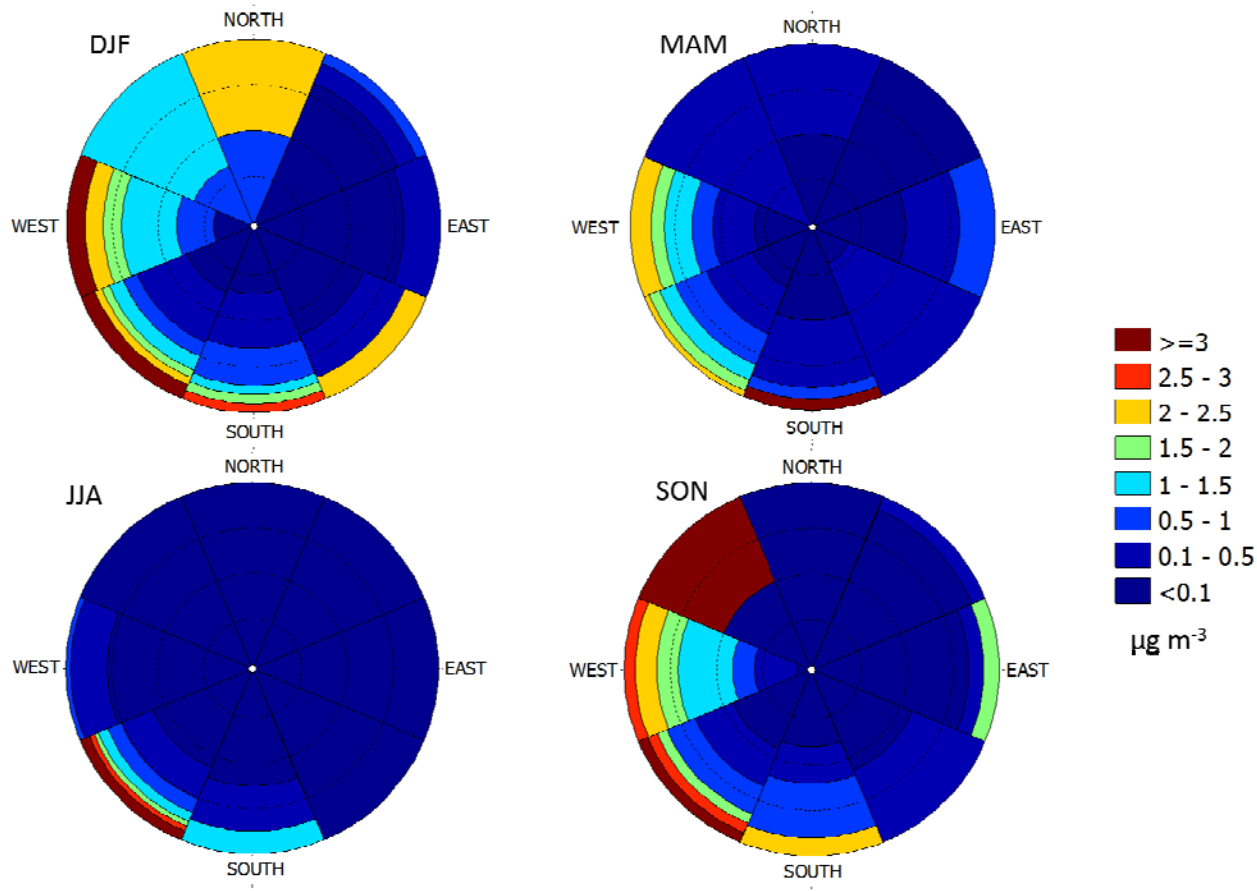 DJF
NORTH
WEST
EAST
SOUTH
MAM
NORTH
WEST
EAST
SOUTH
JJA
NORTH
WEST
EAST
SOUTH
SON
NORTH
WEST
EAST
SOUTH
>=3
2.5 - 3
2 - 2.5
1.5 - 2
1 - 1.5
0.5 - 1
0.1 - 0.5
<0.1
µg m⁻³